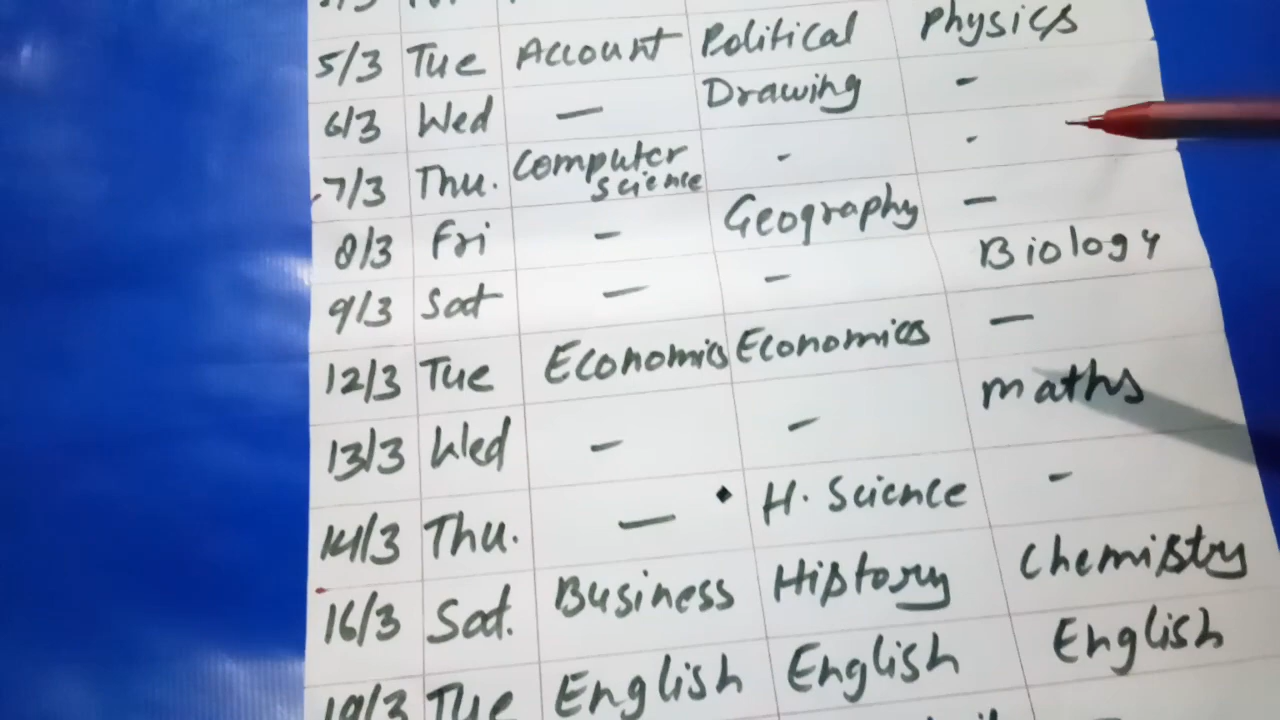 5/3 Tue Account Political Physics
6/3 Wed — Drawing -
7/3 Thu. Computer science - -
8/3 Fri - Geography —
9/3 Sat — - Biology
12/3 Tue Economics Economics —
13/3 Wed - - maths
14/3 Thu. — H. Science -
16/3 Sat. Business History Chemistry
19/3 Tue English English English